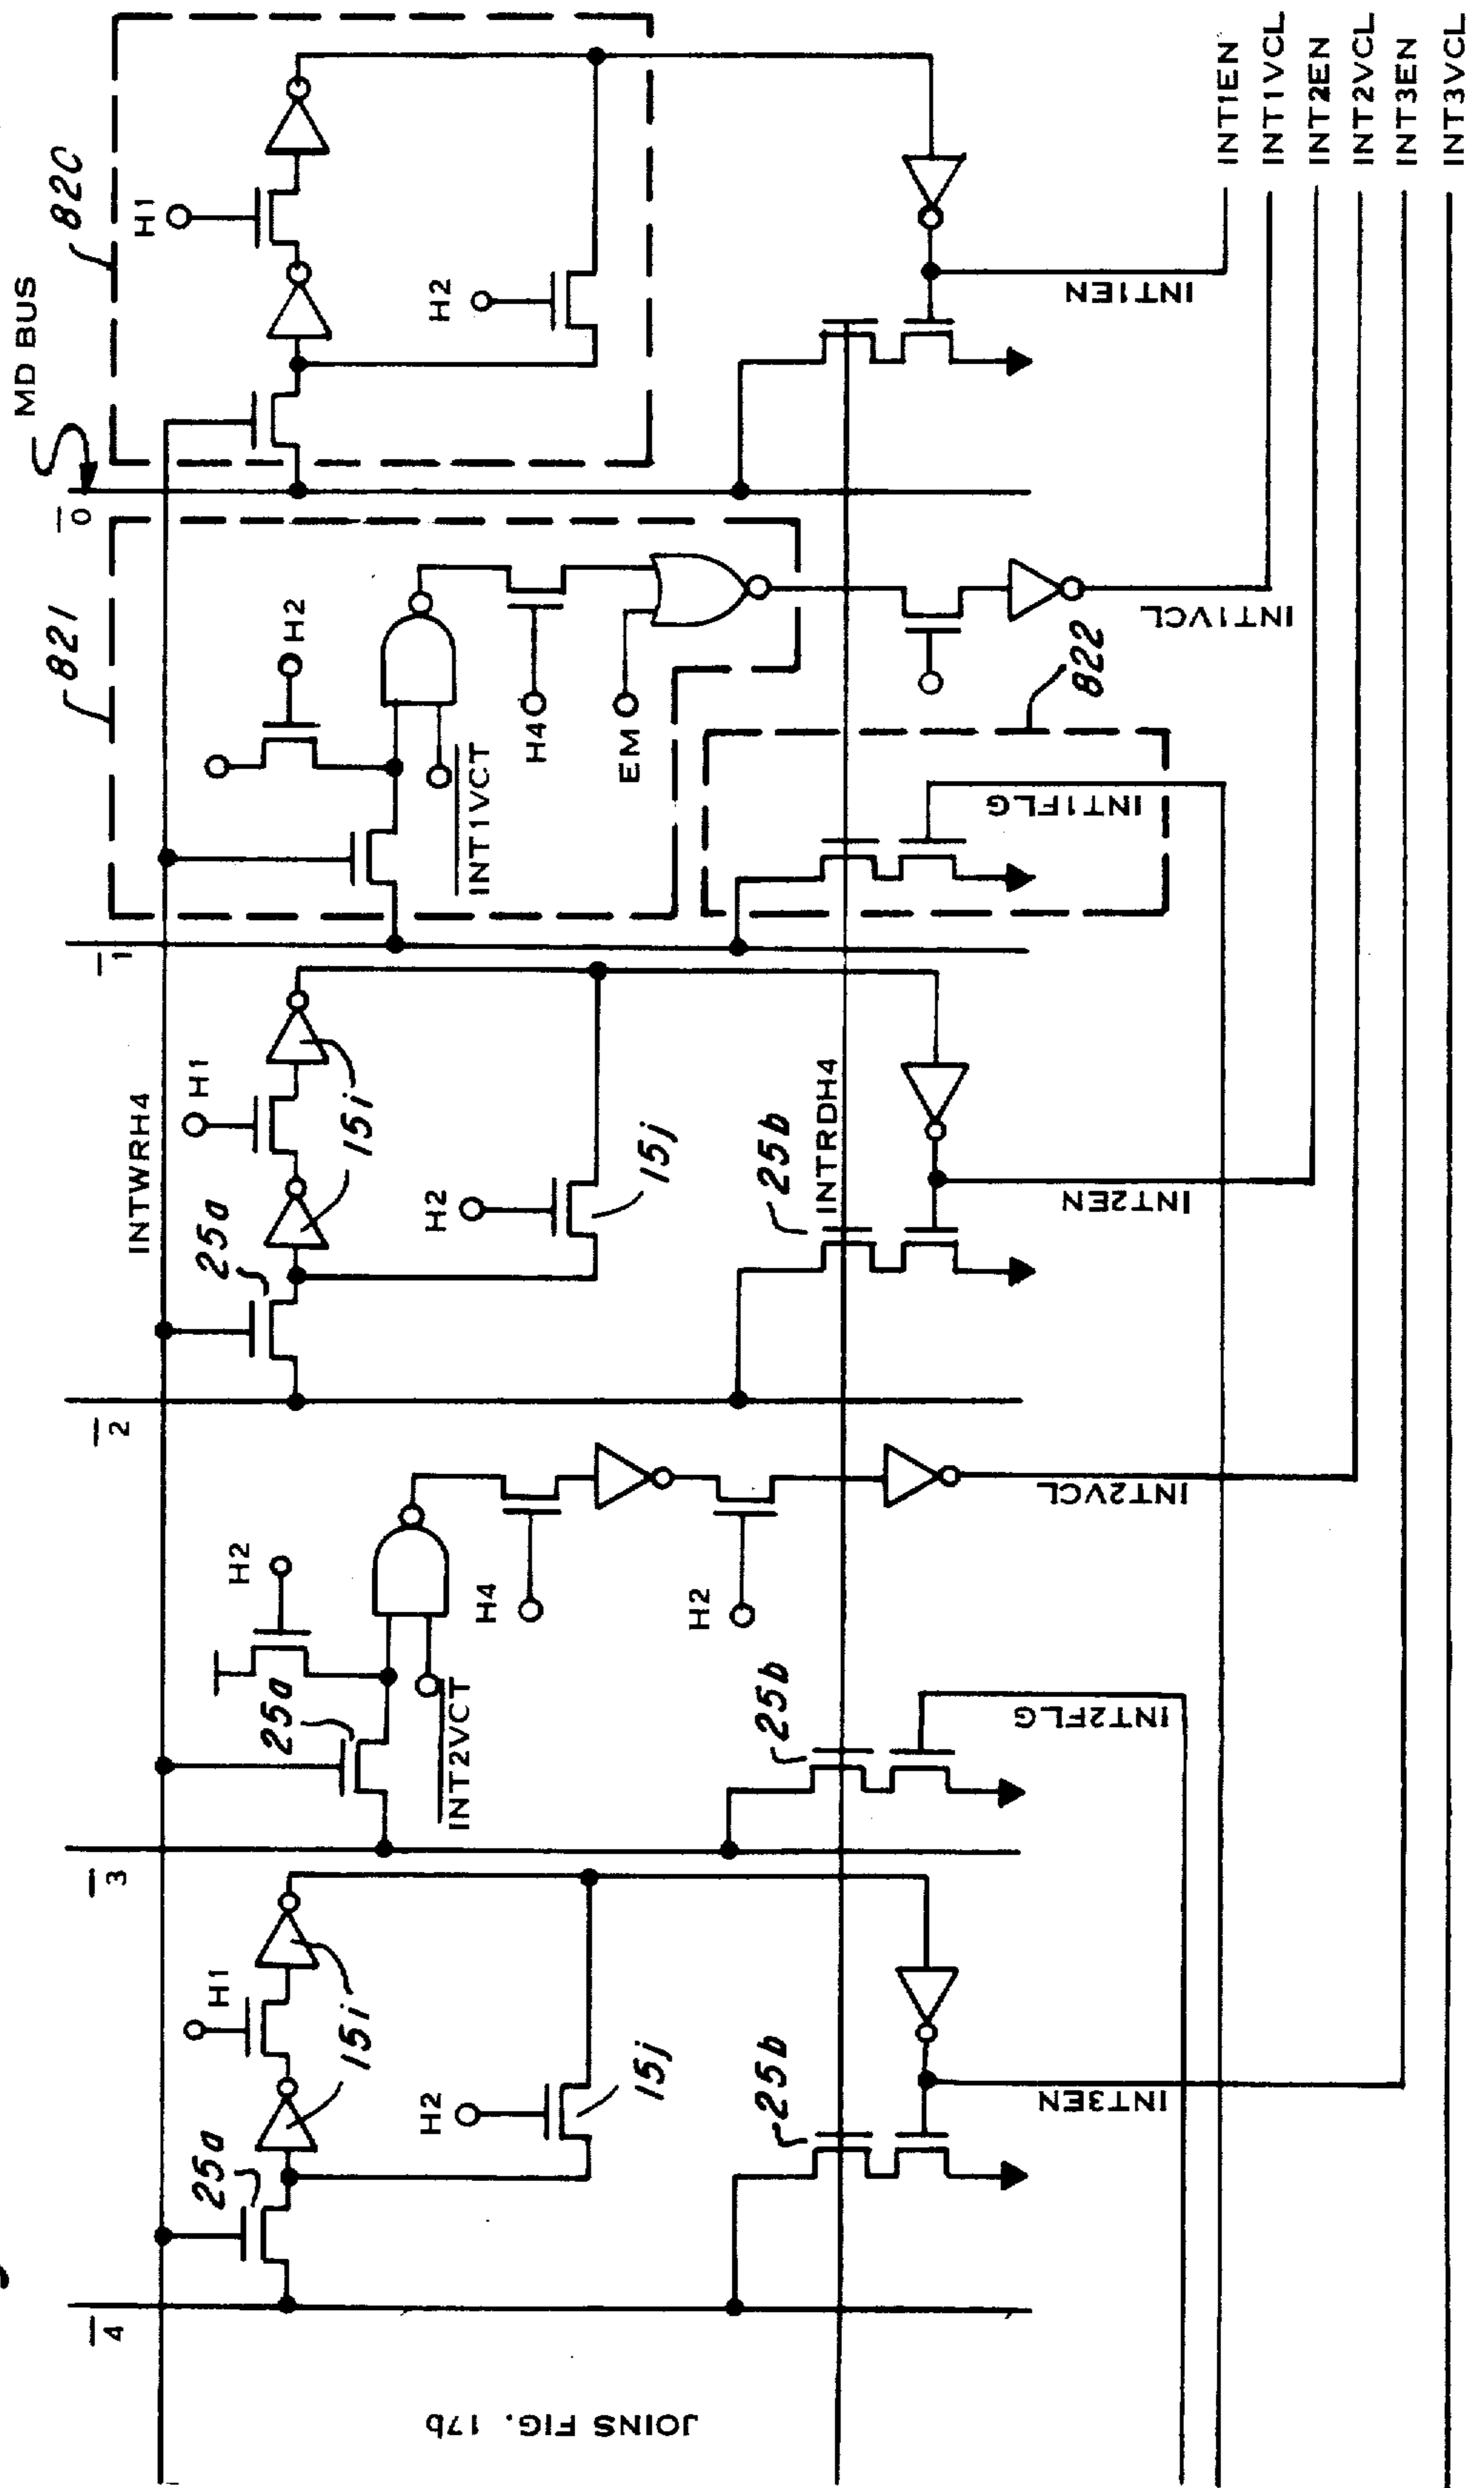 MD BUS
82C
H1
H2
0
INT1EN
821
H2
INT1VCT
H4
EM
INT1VCL
822
INT1FLG
1
INTWRH4
H1
25a
15i
H2
15j
25b
INTRDH4
INT2EN
2
H2
25a
INT2VCT
H4
H2
INT2VCL
25b
INT2FLG
3
H1
25a
15i
H2
15j
25b
INT3EN
4
INT1EN
INT1VCL
INT2EN
INT2VCL
INT3EN
INT3VCL
JOINS FIG. 17b